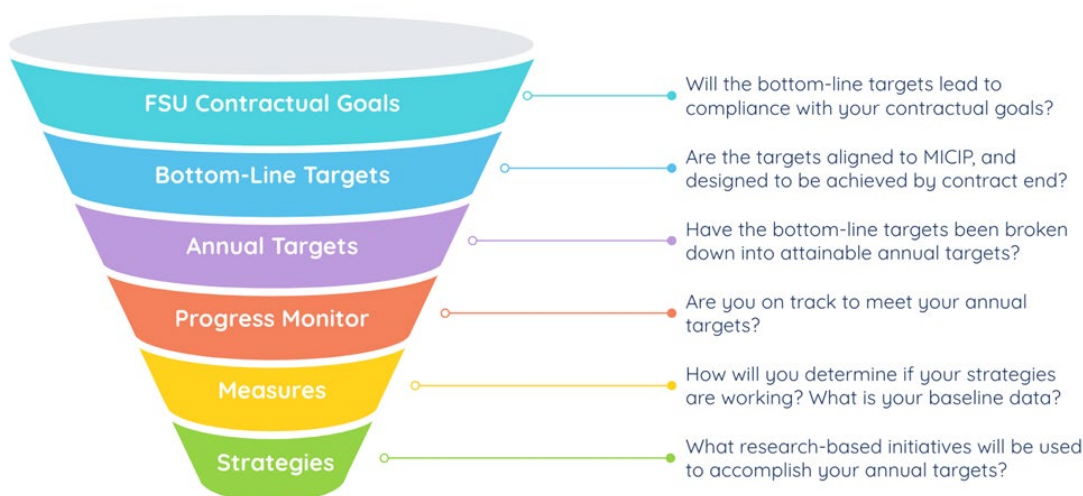 FSU Contractual Goals
Will the bottom-line targets lead to
compliance with your contractual goals?
Bottom-Line Targets
Are the targets aligned to MICIP, and
designed to be achieved by contract end?
Annual Targets
Have the bottom-line targets been broken
down into attainable annual targets?
Progress Monitor
Are you on track to meet your annual
targets?
Measures
How will you determine if your strategies
are working? What is your baseline data?
Strategies
What research-based initiatives will be used
to accomplish your annual targets?